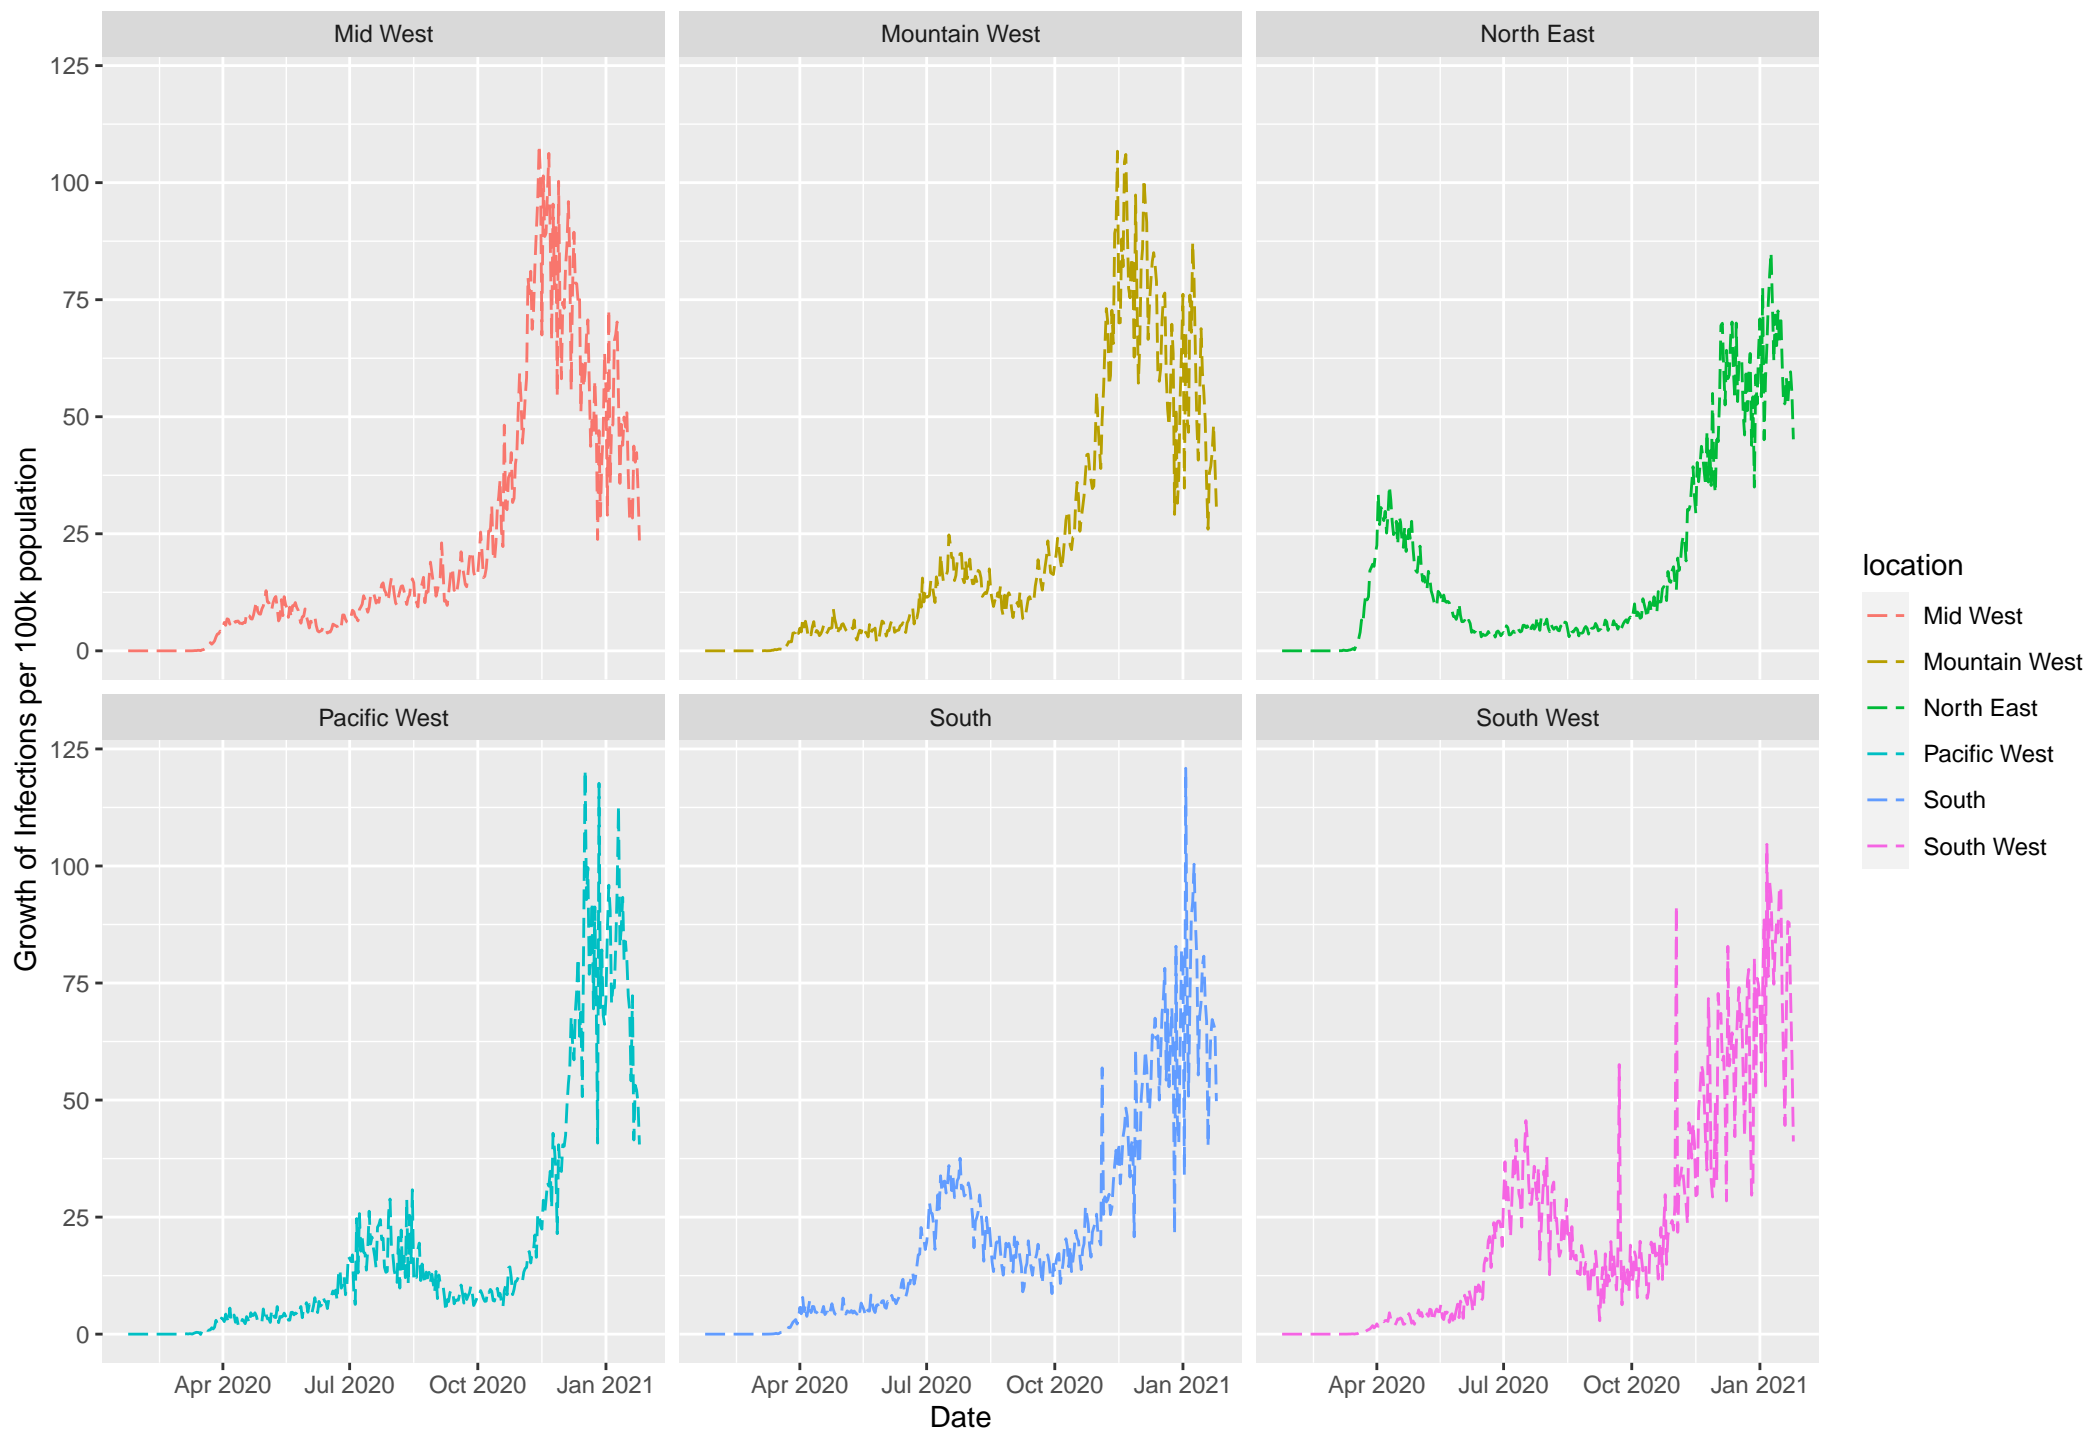 Mid West
Mountain West
North East
125
100
75
50
25
0
Pacific West
South
South West
125
100
75
50
25
0
Growth of Infections per 100k population
Apr 2020 Jul 2020 Oct 2020 Jan 2021
Apr 2020 Jul 2020 Oct 2020 Jan 2021
Apr 2020 Jul 2020 Oct 2020 Jan 2021
Date
location
Mid West
Mountain West
North East
Pacific West
South
South West